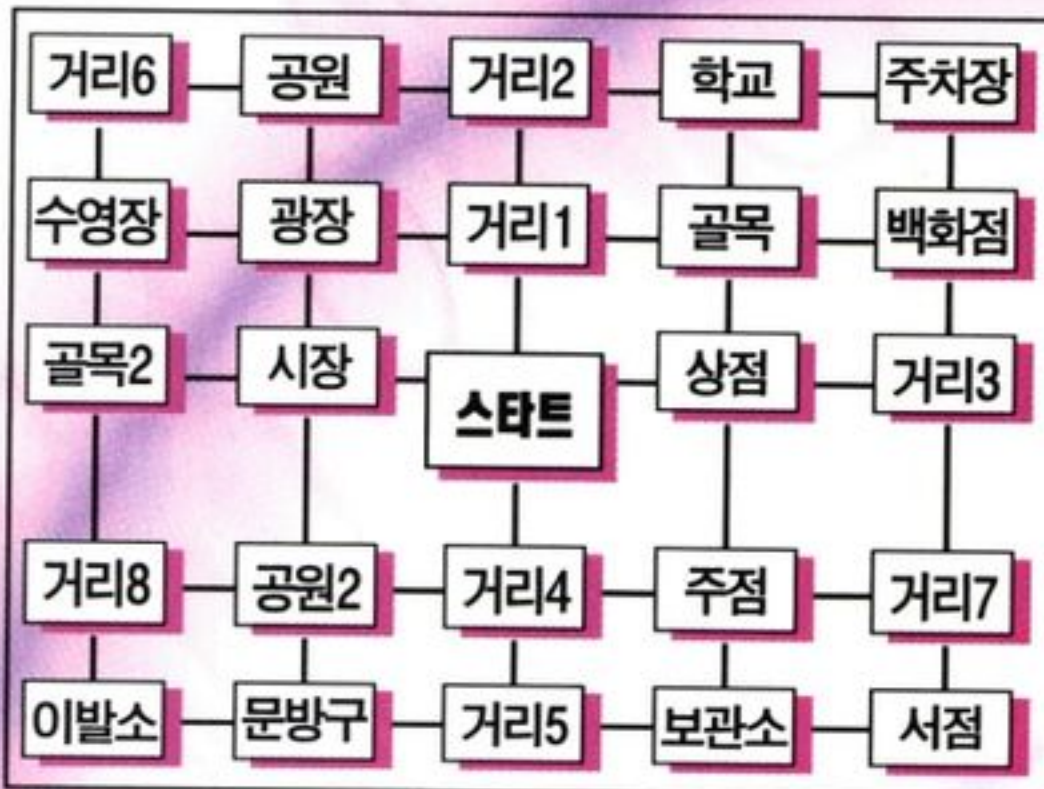 거리6 공원 거리2 학교 주차장
수영장 광장 거리1 골목 백화점
골목2 시장 스타트 상점 거리3
거리8 공원2 거리4 주점 거리7
이발소 문방구 거리5 보관소 서점